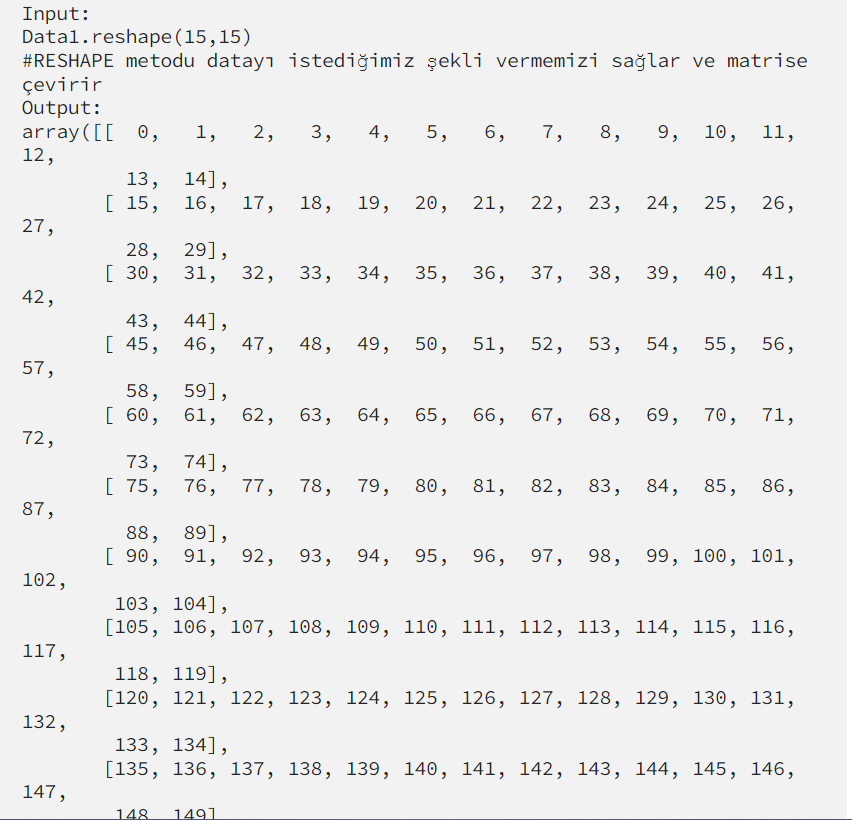 Input:
Data1.reshape(15,15)
#RESHAPE metodu datayı istediğimiz şekli vermemizi sağlar ve matrise
çevirir
Output:
array([[  0,   1,   2,   3,   4,   5,   6,   7,   8,   9,  10,  11,
12,
         13,  14],
       [ 15,  16,  17,  18,  19,  20,  21,  22,  23,  24,  25,  26,
27,
         28,  29],
       [ 30,  31,  32,  33,  34,  35,  36,  37,  38,  39,  40,  41,
42,
         43,  44],
       [ 45,  46,  47,  48,  49,  50,  51,  52,  53,  54,  55,  56,
57,
         58,  59],
       [ 60,  61,  62,  63,  64,  65,  66,  67,  68,  69,  70,  71,
72,
         73,  74],
       [ 75,  76,  77,  78,  79,  80,  81,  82,  83,  84,  85,  86,
87,
         88,  89],
       [ 90,  91,  92,  93,  94,  95,  96,  97,  98,  99, 100, 101,
102,
        103, 104],
       [105, 106, 107, 108, 109, 110, 111, 112, 113, 114, 115, 116,
117,
        118, 119],
       [120, 121, 122, 123, 124, 125, 126, 127, 128, 129, 130, 131,
132,
        133, 134],
       [135, 136, 137, 138, 139, 140, 141, 142, 143, 144, 145, 146,
147,
        148, 149]